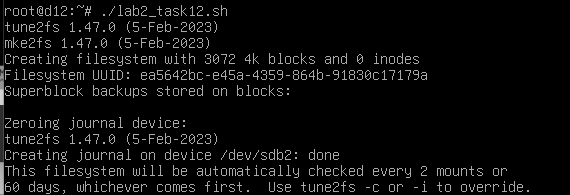 root@d12:~# ./lab2_task12.sh
tune2fs 1.47.0 (5-Feb-2023)
mke2fs 1.47.0 (5-Feb-2023)
Creating filesystem with 3072 4k blocks and 0 inodes
Filesystem UUID: ea5642bc-e45a-4359-864b-91830c17179a
Superblock backups stored on blocks:
Zeroing journal device:
tune2fs 1.47.0 (5-Feb-2023)
Creating journal on device /dev/sdb2: done
This filesystem will be automatically checked every 2 mounts or
60 days, whichever comes first.  Use tune2fs -c or -i to override.